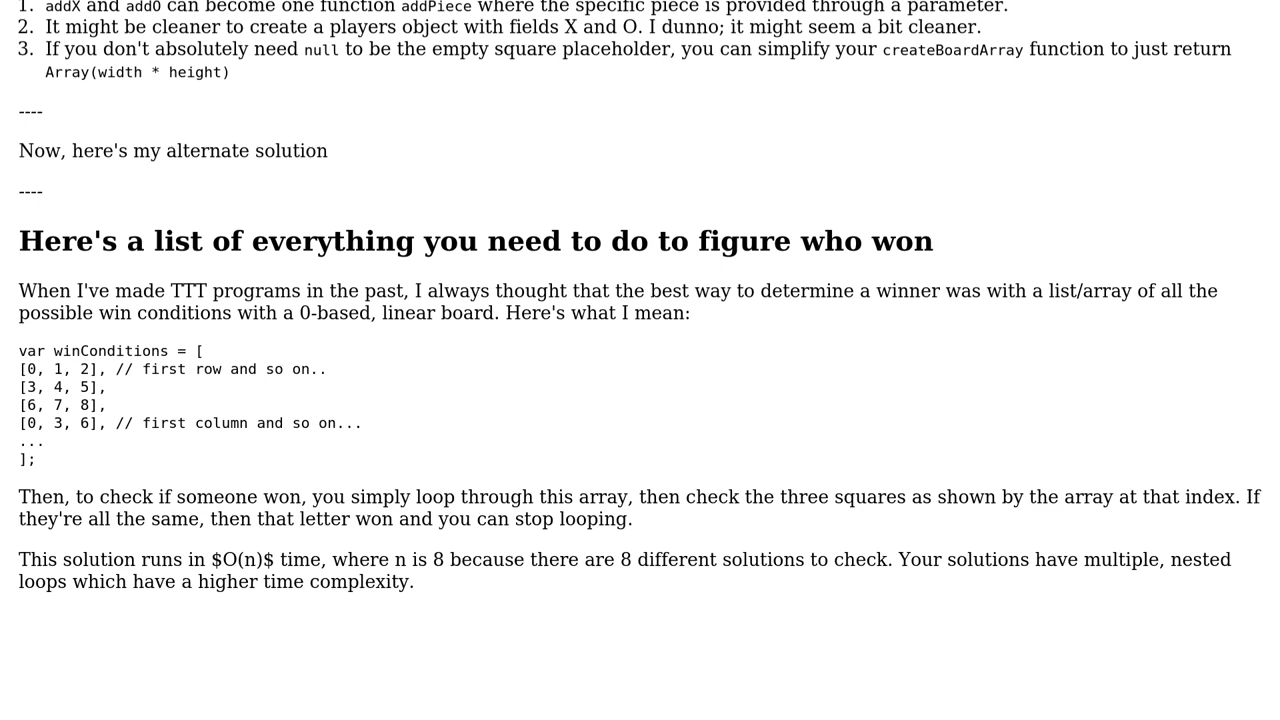 1. addX and addO can become one function addPiece where the specific piece is provided through a parameter.
2. It might be cleaner to create a players object with fields X and O. I dunno; it might seem a bit cleaner.
3. If you don't absolutely need null to be the empty square placeholder, you can simplify your createBoardArray function to just return
Array(width * height)
----
Now, here's my alternate solution
----
Here's a list of everything you need to do to figure who won
When I've made TTT programs in the past, I always thought that the best way to determine a winner was with a list/array of all the
possible win conditions with a 0-based, linear board. Here's what I mean:
var winConditions = [
[0, 1, 2], // first row and so on..
[3, 4, 5],
[6, 7, 8],
[0, 3, 6], // first column and so on...
...
];
Then, to check if someone won, you simply loop through this array, then check the three squares as shown by the array at that index. If
they're all the same, then that letter won and you can stop looping.
This solution runs in $O(n)$ time, where n is 8 because there are 8 different solutions to check. Your solutions have multiple, nested
loops which have a higher time complexity.